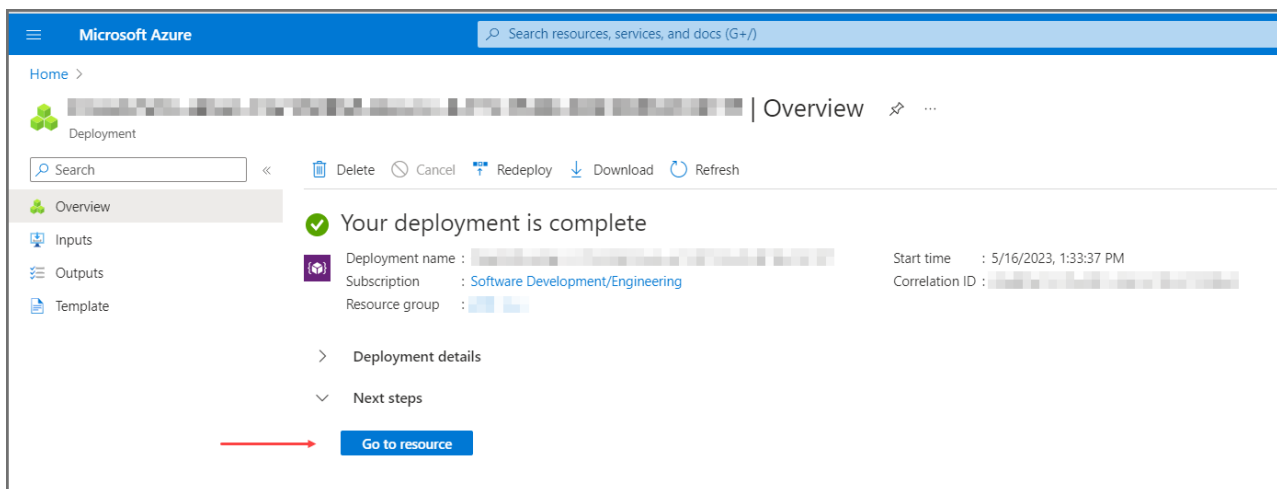 Microsoft Azure
Search resources, services, and docs (G+/)
Home >
| Overview
Deployment
Search
«
Delete
Cancel
Redeploy
Download
Refresh
Overview
Inputs
Outputs
Template
Your deployment is complete
Deployment name :
Subscription : Software Development/Engineering
Resource group :
Start time : 5/16/2023, 1:33:37 PM
Correlation ID :
Deployment details
Next steps
Go to resource